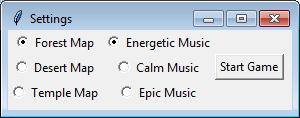 Settings
Forest Map Energetic Music
Desert Map Calm Music Start Game
Temple Map Epic Music